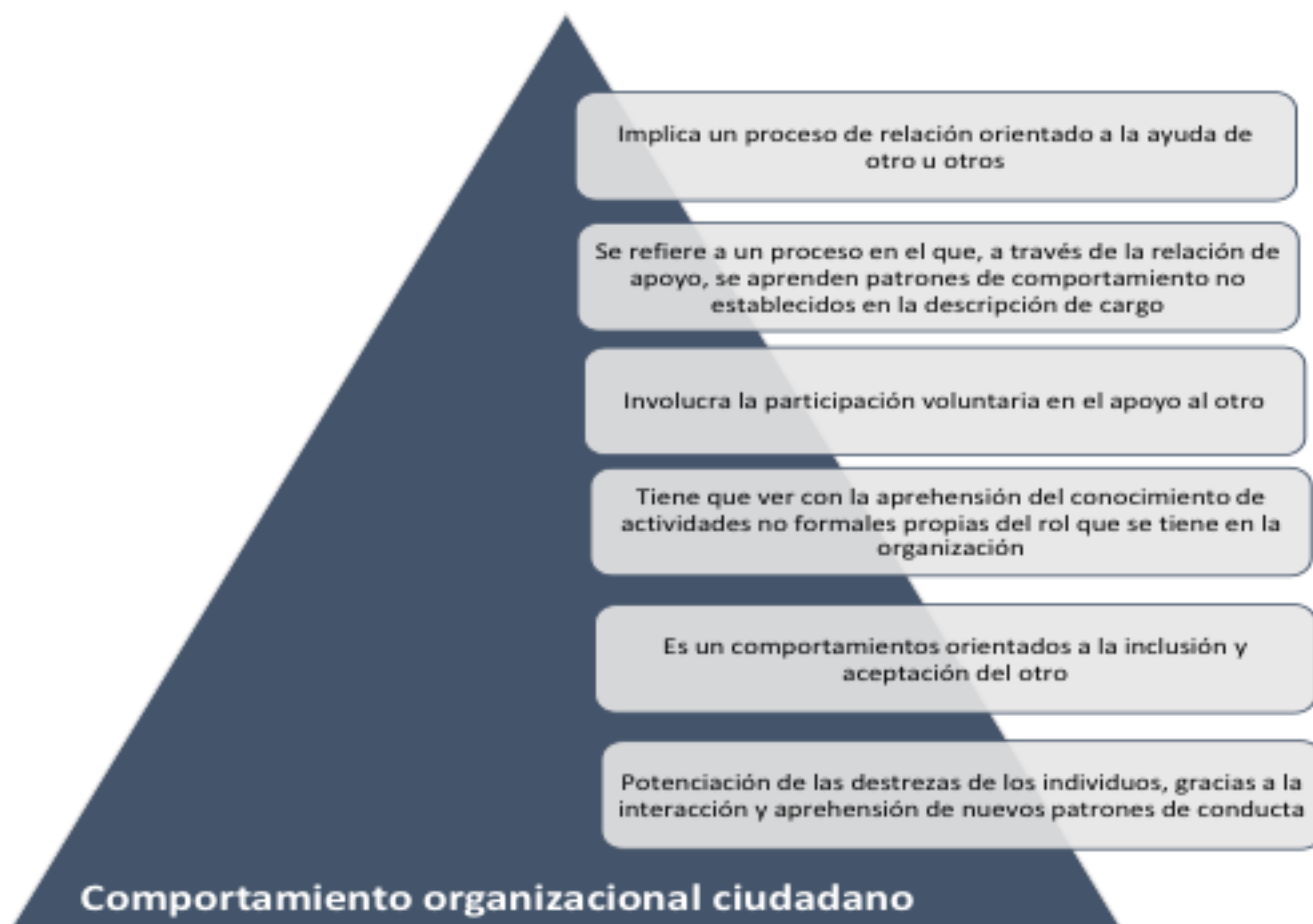 Implica un proceso de relación orientado a la ayuda de
otro u otros
Se refiere a un proceso en el que, a través de la relación de
apoyo, se aprenden patrones de comportamiento no
establecidos en la descripción de cargo
Involucra la participación voluntaria en el apoyo al otro
Tiene que ver con la aprehensión del conocimiento de
actividades no formales propias del rol que se tiene en la
organización
Es un comportamientos orientados a la inclusión y
aceptación del otro
Potenciación de las destrezas de los individuos, gracias a la
interacción y aprehensión de nuevos patrones de conducta
Comportamiento organizacional ciudadano